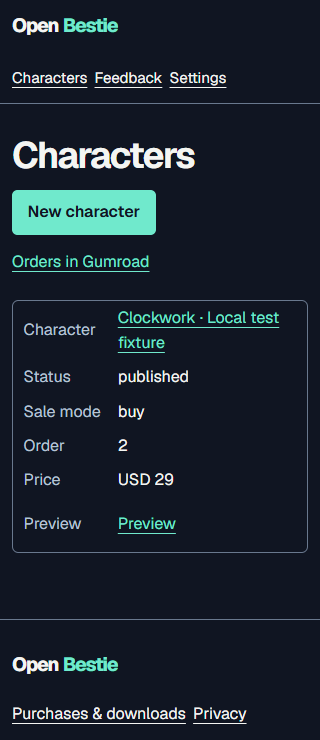 Open Bestie
Characters Feedback Settings
Characters
New character
Orders in Gumroad
Character Clockwork · Local test
fixture
Status published
Sale mode buy
Order 2
Price USD 29
Preview Preview
Open Bestie
Purchases & downloads Privacy